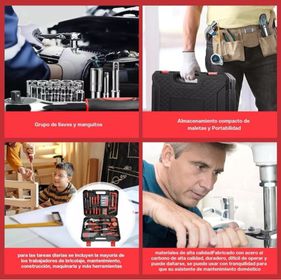 Grupo de llaves y manguitos
Almacenamiento compacto de
maletas y Portabilidad
para las tareas diarias se incluyen la mayoría de
los trabajadores de bricolaje, mantenimiento,
construcción, maquinaria y más herramientas
materiales de alta calidadFabricado con acero al
carbono de alta calidad, duradero, difícil de operar y
puede dañarse, se puede usar con tranquilidad para
que su asistente de mantenimiento doméstico